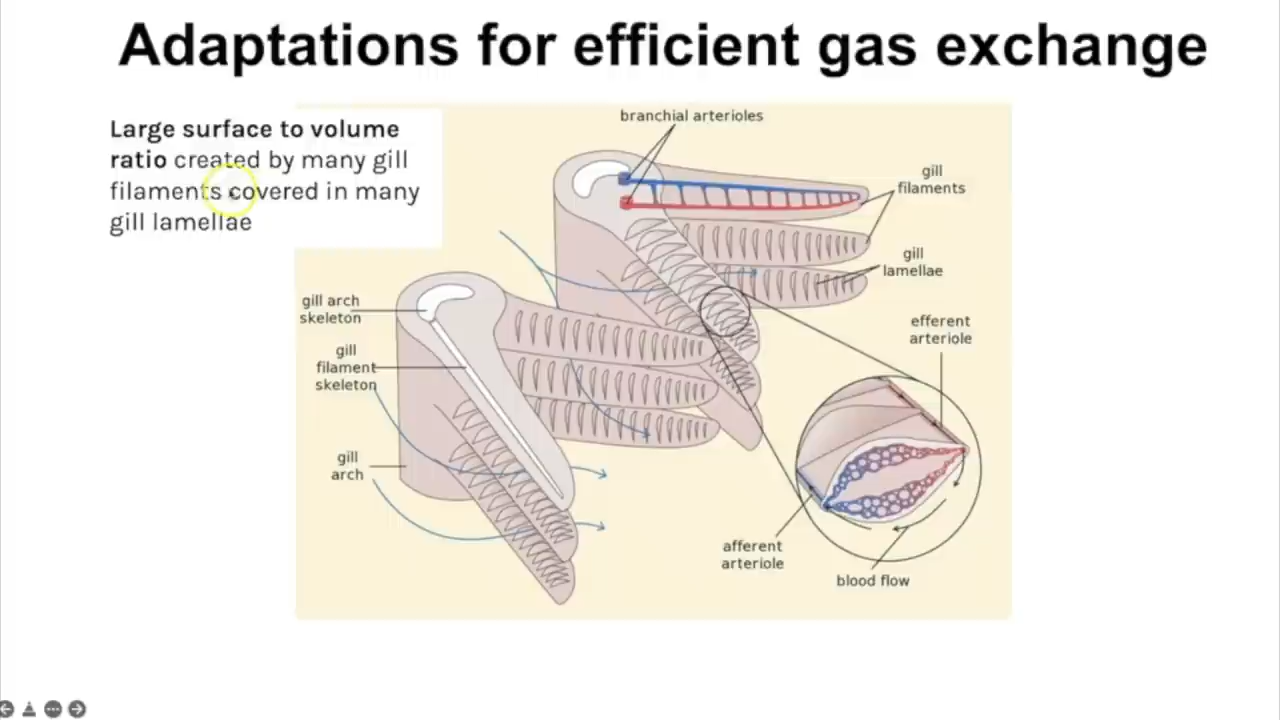 Adaptations for efficient gas exchange
Large surface to volume
ratio created by many gill
filaments covered in many
gill lamellae
branchial arterioles
gill
filaments
gill
lamellae
gill arch
skeleton
gill
filament
skeleton
gill
arch
efferent
arteriole
afferent
arteriole
blood flow